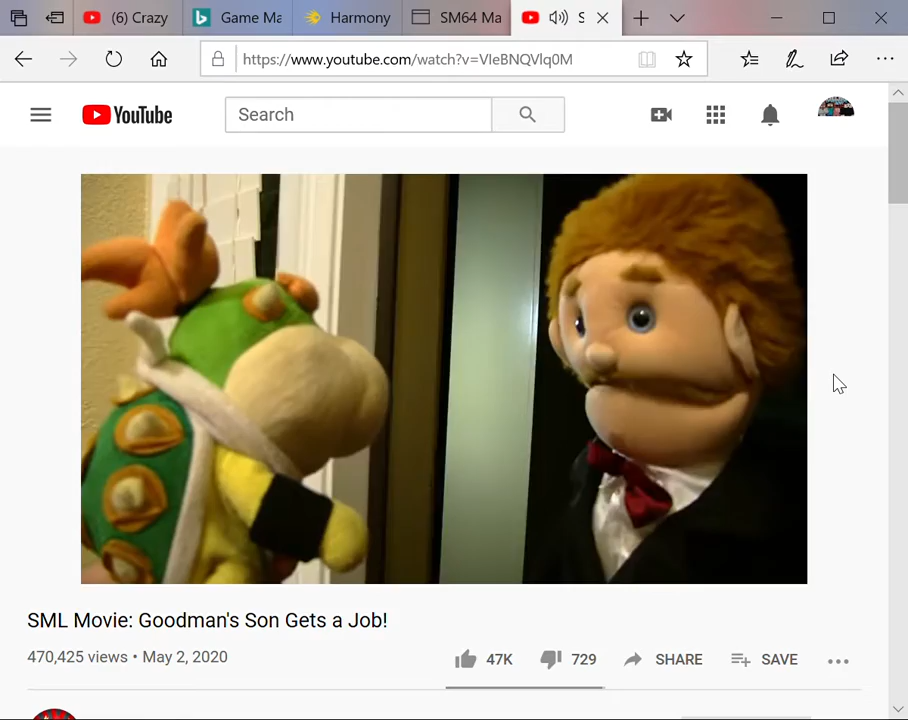 (6) Crazy
Game Ma
Harmony
SM64 Ma
S
https://www.youtube.com/watch?v=VIeBNQVlq0M
YouTube
Search
SML Movie: Goodman's Son Gets a Job!
470,425 views • May 2, 2020
47K
729
SHARE
SAVE